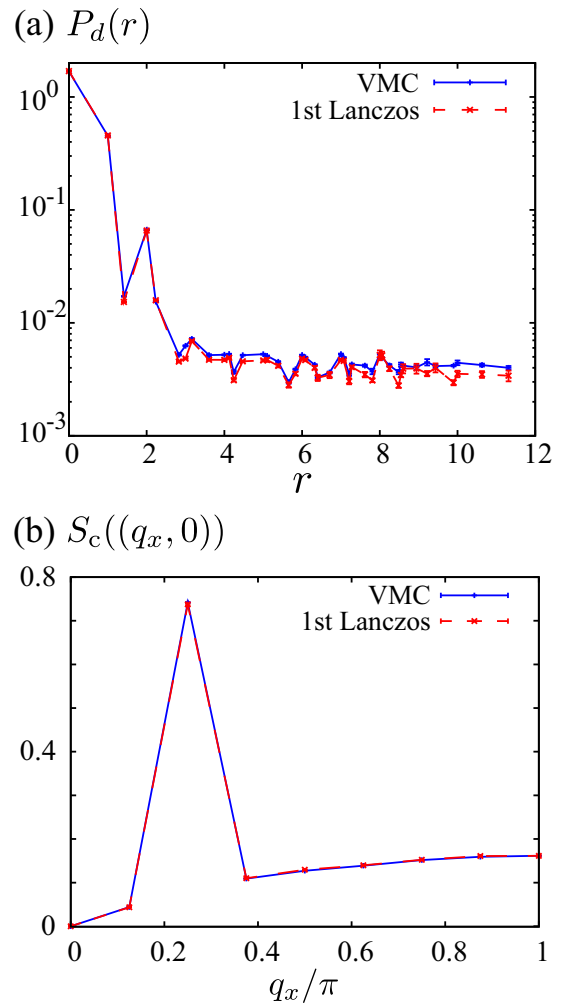 (a) P_d(r)
VMC
1st Lanczos
10^0
10^-1
10^-2
10^-3
0 2 4 6 8 10 12
r
(b) S_c((q_x, 0))
VMC
1st Lanczos
0.8
0.4
0
0 0.2 0.4 0.6 0.8 1
q_x/π